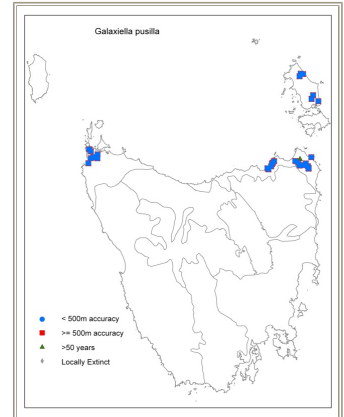 Galaxiella pusilla
< 500m accuracy
>= 500m accuracy
>50 years
Locally Extinct